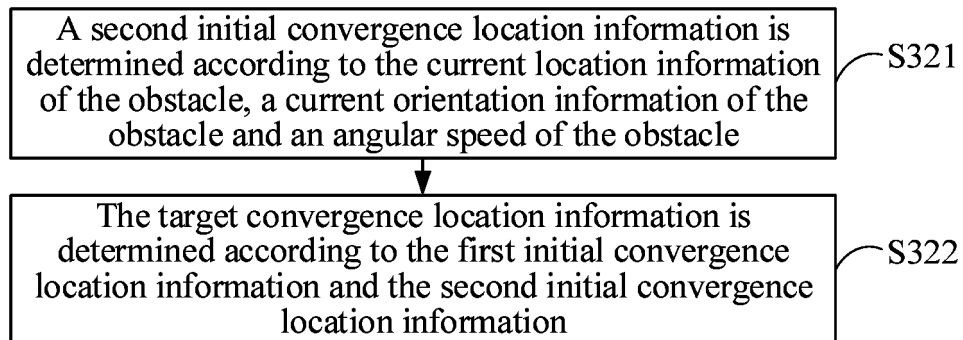 A second initial convergence location information is
determined according to the current location information
of the obstacle, a current orientation information of the
obstacle and an angular speed of the obstacle
S321
The target convergence location information is
determined according to the first initial convergence
location information and the second initial convergence
location information
S322